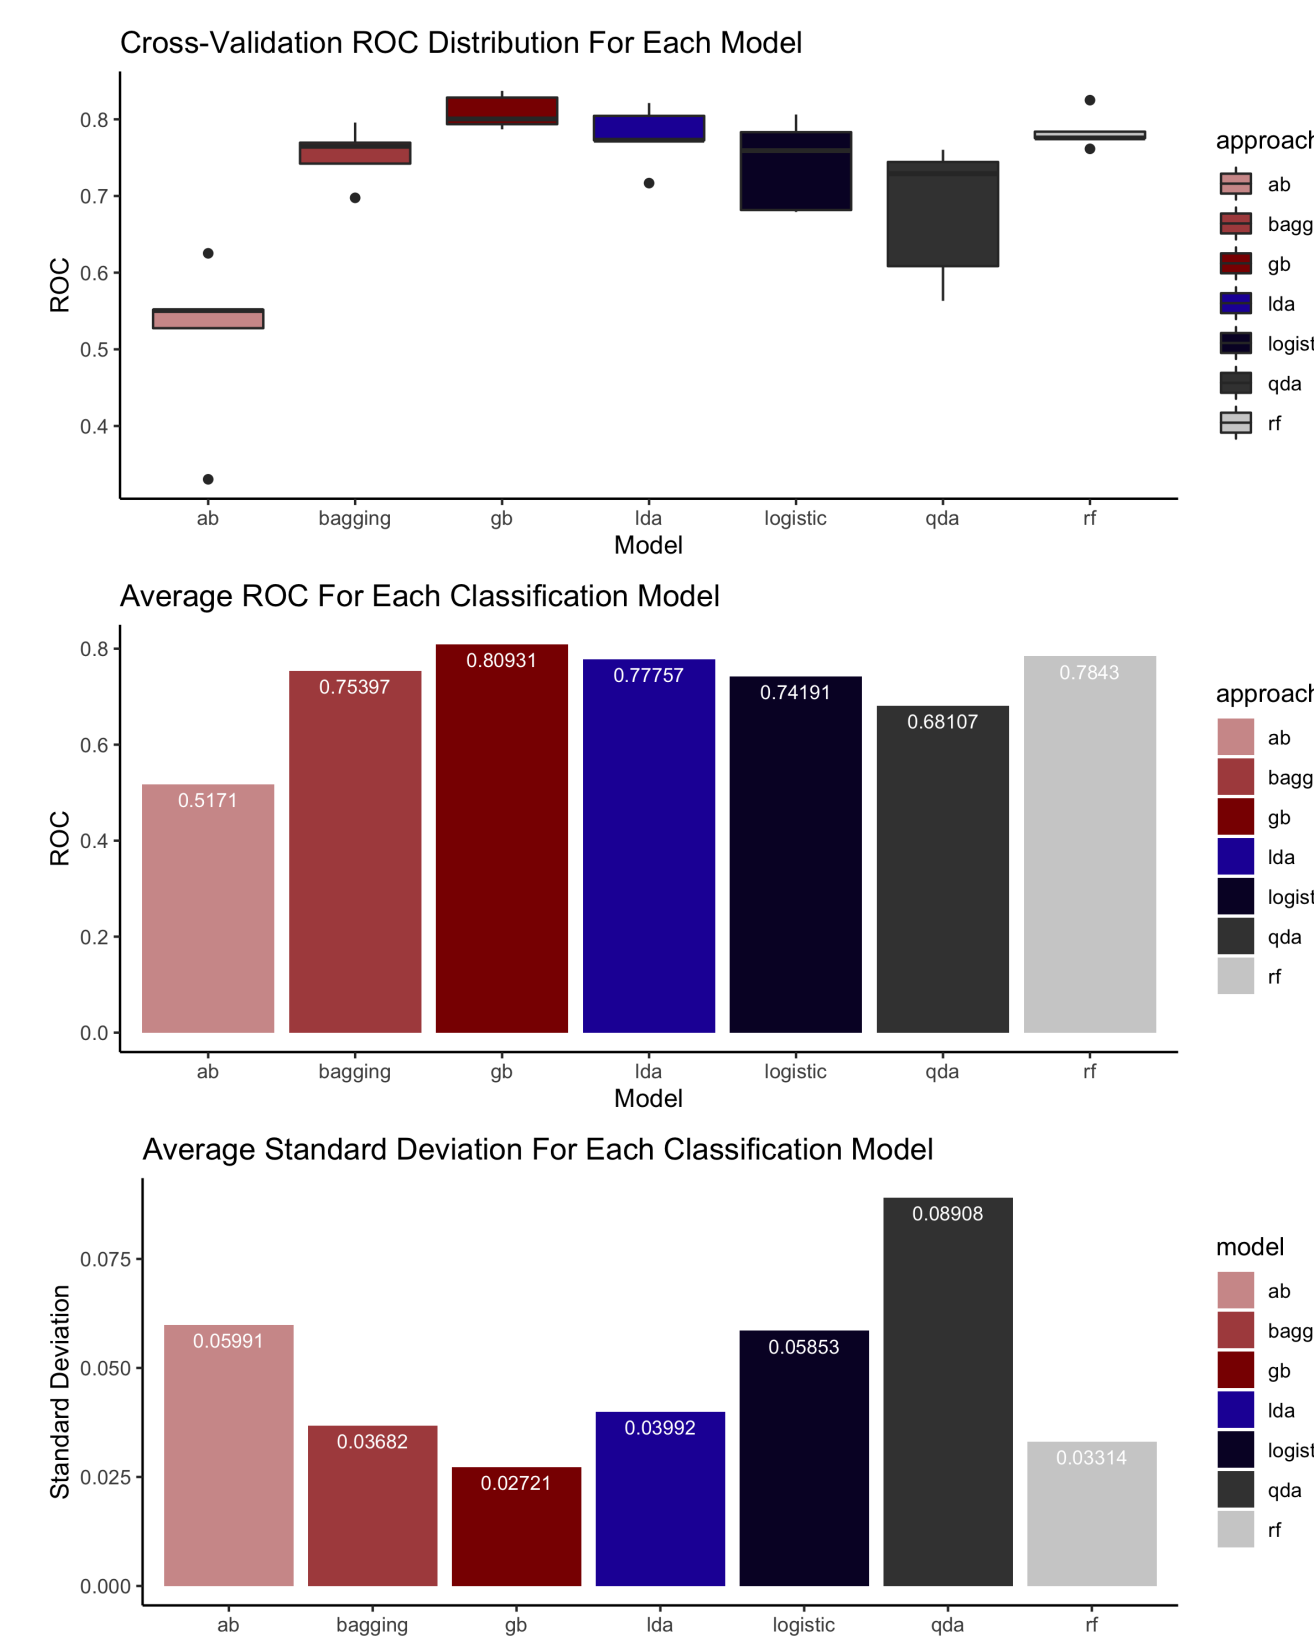 Cross-Validation ROC Distribution For Each Model
ROC
0.8
0.7
0.6
0.5
0.4
ab bagging gb lda logistic qda rf
Model
approach
ab
bagg
gb
lda
logist
qda
rf
Average ROC For Each Classification Model
ROC
0.8
0.6
0.4
0.2
0.0
0.5171
0.75397
0.80931
0.77757
0.74191
0.68107
0.7843
ab bagging gb lda logistic qda rf
Model
approach
ab
bagg
gb
lda
logist
qda
rf
Average Standard Deviation For Each Classification Model
Standard Deviation
0.075
0.050
0.025
0.000
0.05991
0.03682
0.02721
0.03992
0.05853
0.08908
0.03314
ab bagging gb lda logistic qda rf
model
ab
bagg
gb
lda
logist
qda
rf